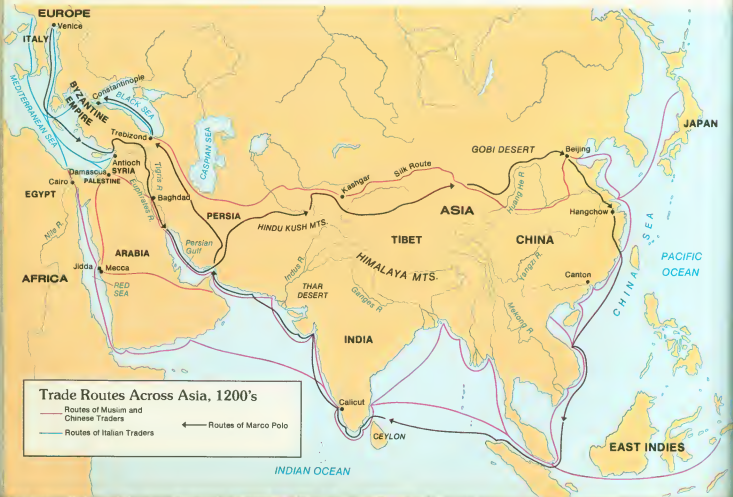 EUROPE
Venice
ITALY
MEDITERRANEAN SEA
BYZANTINE
EMPIRE
Constantinople
BLACK SEA
Trebizond
CASPIAN SEA
Antioch
SYRIA
Damascus
PALESTINE
Cairo
EGYPT
Nile R.
Tigris R.
Euphrates R.
Baghdad
PERSIA
Persian
Gulf
ARABIA
Jidda
Mecca
AFRICA
RED
SEA
HINDU KUSH MTS.
Kashgar
Silk Route
GOBI DESERT
Beijing
JAPAN
Huang He R.
Hangchow
ASIA
TIBET
CHINA
HIMALAYA MTS.
Indus R.
THAR
DESERT
Ganges R.
Yangzi R.
Canton
CHINA SEA
PACIFIC
OCEAN
Mekong R.
INDIA
Calicut
CEYLON
EAST INDIES
INDIAN OCEAN
Trade Routes Across Asia, 1200's
Routes of Muslim and
Chinese Traders
Routes of Italian Traders
Routes of Marco Polo